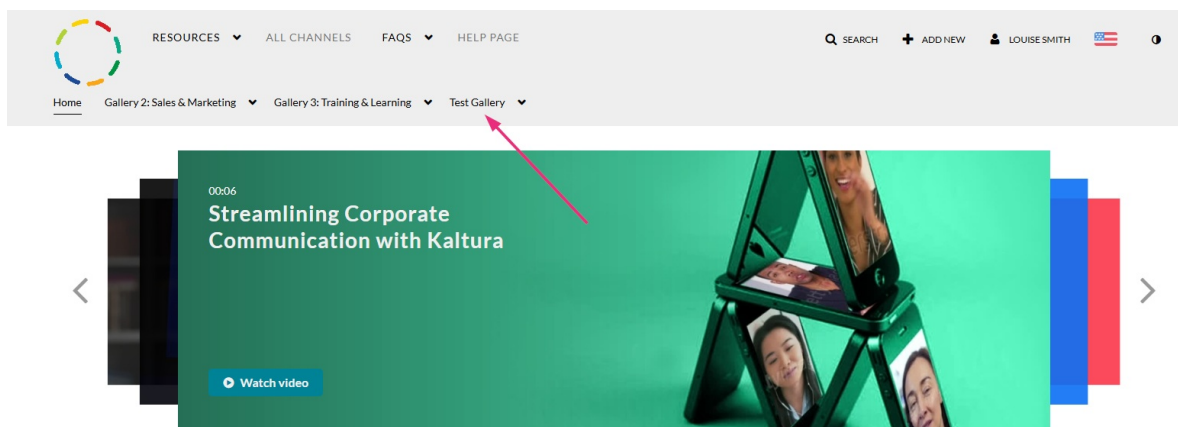 RESOURCES ALL CHANNELS FAQS HELP PAGE SEARCH ADD NEW LOUISE SMITH
Home Gallery 2: Sales & Marketing Gallery 3: Training & Learning Test Gallery
00:06
Streamlining Corporate
Communication with Kaltura
Watch video